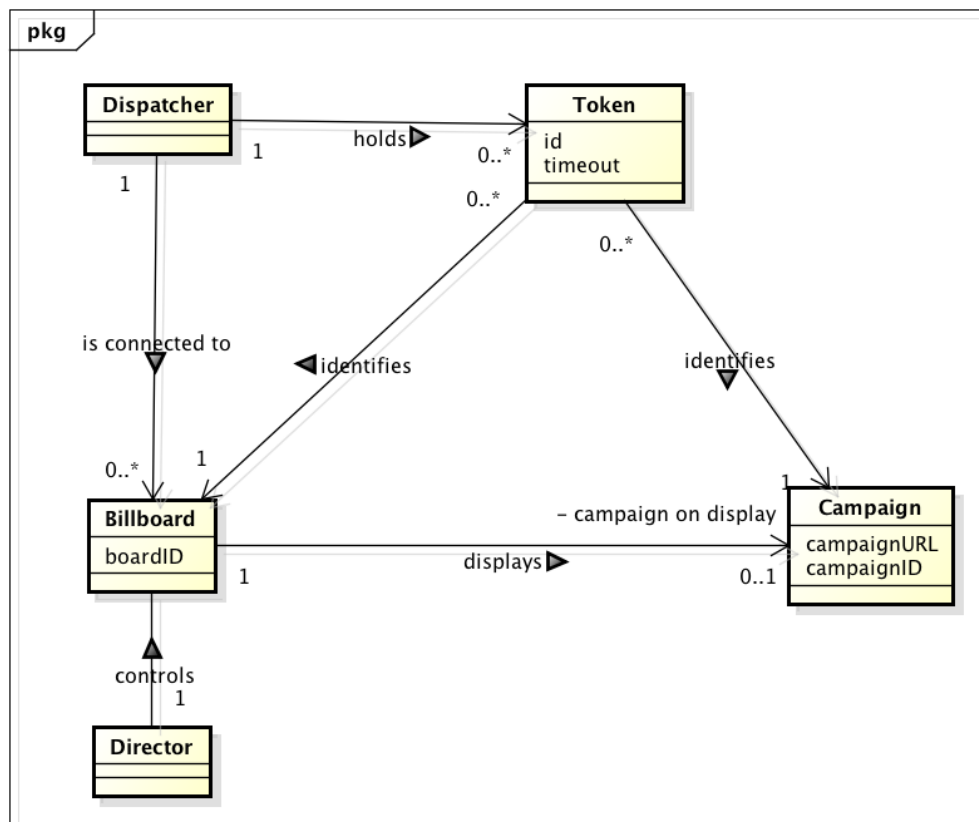 pkg
Dispatcher
Token
id
timeout
holds
1
0..*
1
0..*
0..*
is connected to
identifies
identifies
0..*
1
1
Billboard
boardID
- campaign on display
Campaign
campaignURL
campaignID
displays
1
0..1
controls
1
Director